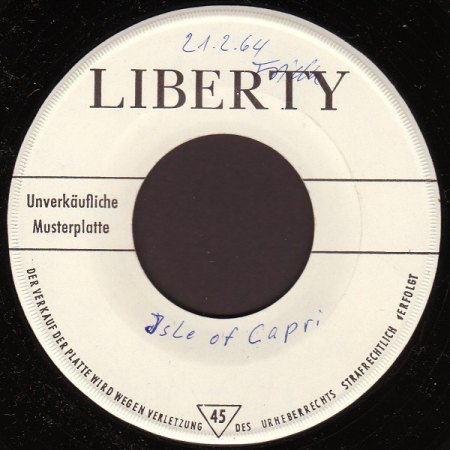 21.2.64
LIBERTY
Unverkäufliche
Musterplatte
Isle of Capri
DER VERKAUF DER PLATTE WIRD WEGEN VERLETZUNG DES URHEBERRECHTS STRAFRECHTLICH VERFOLGT
45